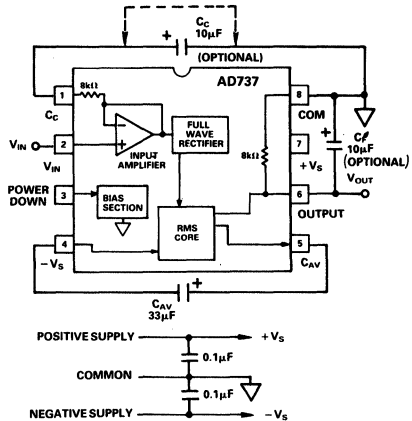 CC
10µF
+
(OPTIONAL)
AD737
8kΩ
1
CC
8
COM
VIN
2
VIN
−
+
INPUT
AMPLIFIER
FULL
WAVE
RECTIFIER
8kΩ
7
+VS
+
Cf
10µF
(OPTIONAL)
VOUT
POWER
DOWN
3
BIAS
SECTION
6
OUTPUT
RMS
CORE
4
−VS
5
CAV
+
CAV
33µF
POSITIVE SUPPLY
+VS
0.1µF
COMMON
0.1µF
NEGATIVE SUPPLY
−VS